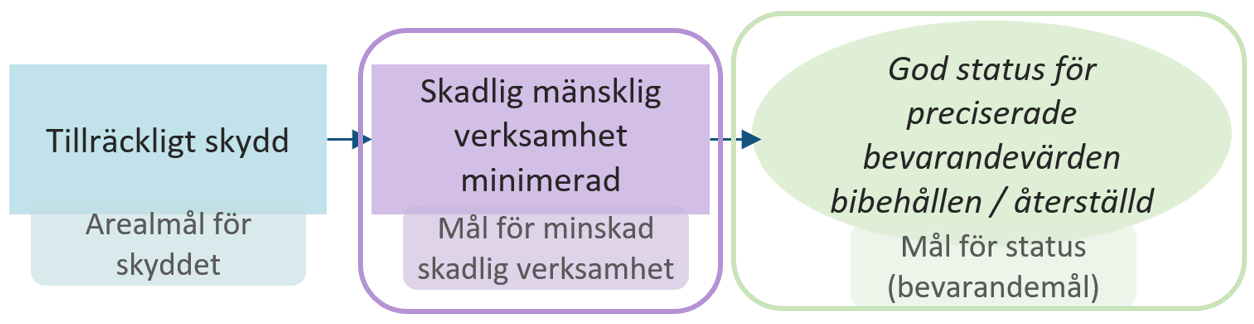 Tillräckligt skydd
Arealmål för
skyddet
Skadlig mänsklig
verksamhet
minimerad
Mål för minskad
skadlig verksamhet
God status för
preciserade
bevarandevärden
bibehållen / återställd
Mål för status
(bevarandemål)